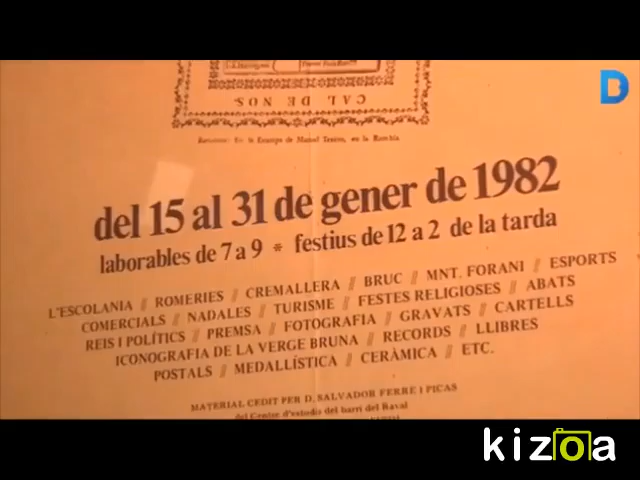 CAL DE NOS.
del 15 al 31 de gener de 1982
laborables de 7 a 9 * festius de 12 a 2 de la tarda
L'ESCOLANIA // ROMERIES // CREMALLERA // BRUC // MNT. FORANI // ESPORTS
COMERCIALS // NADALES // TURISME // FESTES RELIGIOSES // ABATS
REIS I POLÍTICS // PREMSA // FOTOGRAFIA // GRAVATS // CARTELLS
ICONOGRAFIA DE LA VERGE BRUNA // RECORDS // LLIBRES
POSTALS // MEDALLÍSTICA // CERÀMICA // ETC.
MATERIAL CEDIT PER D. SALVADOR FERRE I PICAS
del Centre d'estudis del barri del Raval
B
kizoa